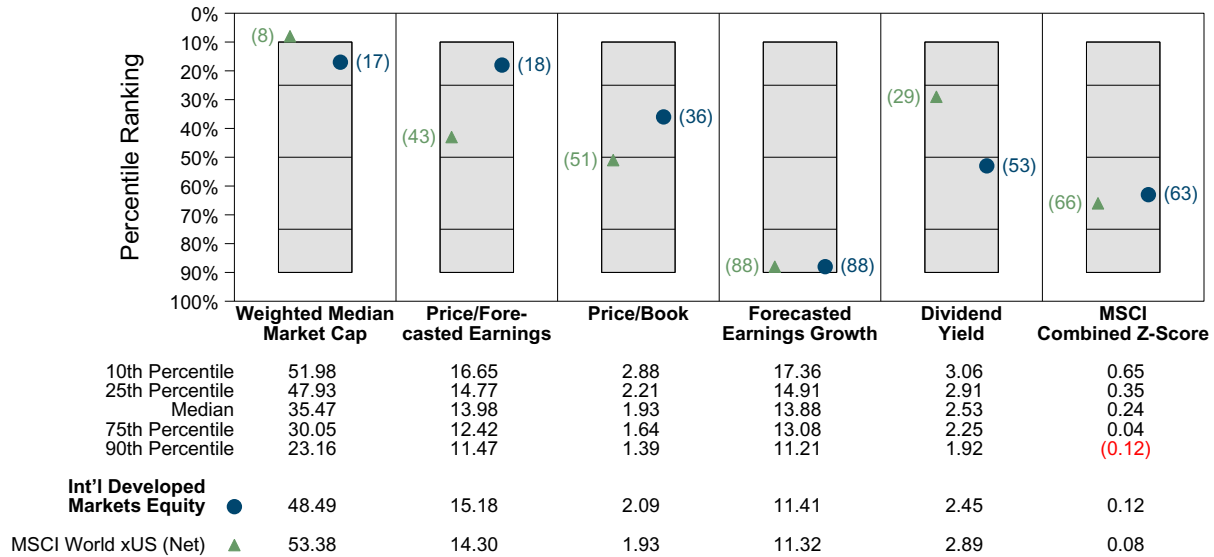 Percentile Ranking
0%
10%
20%
30%
40%
50%
60%
70%
80%
90%
100%
(8)
(17)
(43)
(18)
(51)
(36)
(88)
(88)
(29)
(53)
(66)
(63)
Weighted Median
Market Cap
Price/Fore-
casted Earnings
Price/Book
Forecasted
Earnings Growth
Dividend
Yield
MSCI
Combined Z-Score
10th Percentile 51.98 16.65 2.88 17.36 3.06 0.65
25th Percentile 47.93 14.77 2.21 14.91 2.91 0.35
Median 35.47 13.98 1.93 13.88 2.53 0.24
75th Percentile 30.05 12.42 1.64 13.08 2.25 0.04
90th Percentile 23.16 11.47 1.39 11.21 1.92 (0.12)
Int'l Developed
Markets Equity 48.49 15.18 2.09 11.41 2.45 0.12
MSCI World xUS (Net) 53.38 14.30 1.93 11.32 2.89 0.08